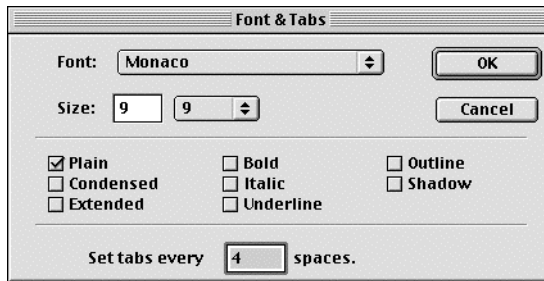 Font & Tabs
Font: Monaco OK
Size: 9 9 Cancel
Plain Bold Outline
Condensed Italic Shadow
Extended Underline
Set tabs every 4 spaces.